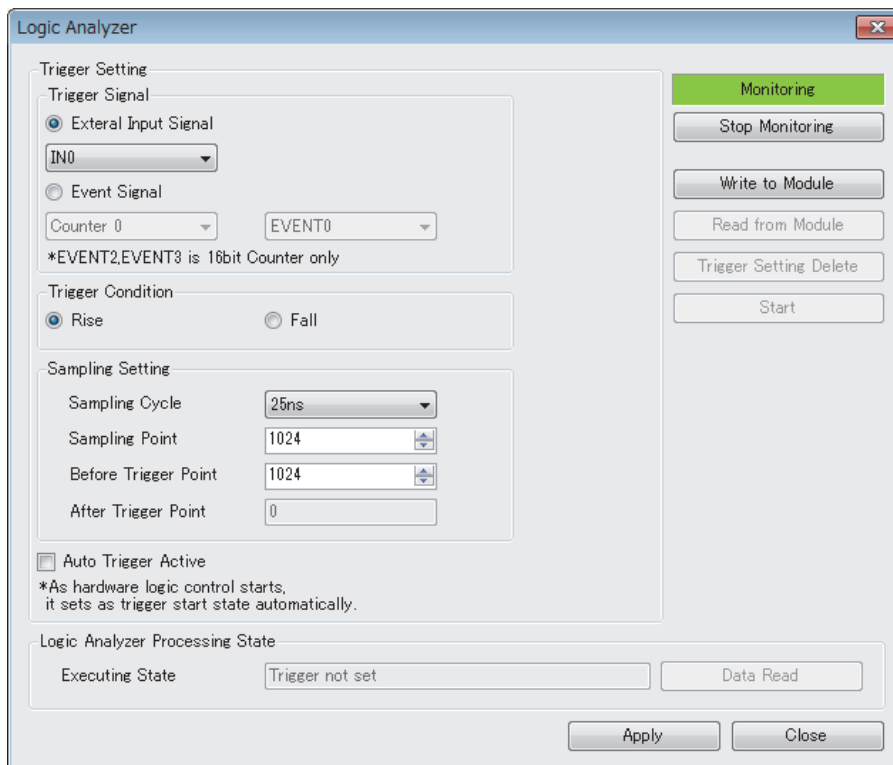 Logic Analyzer
Trigger Setting
Trigger Signal
Exteral Input Signal
IN0
Event Signal
Counter 0 EVENT0
*EVENT2,EVENT3 is 16bit Counter only
Trigger Condition
Rise Fall
Sampling Setting
Sampling Cycle 25ns
Sampling Point 1024
Before Trigger Point 1024
After Trigger Point 0
Auto Trigger Active
*As hardware logic control starts,
it sets as trigger start state automatically.
Monitoring
Stop Monitoring
Write to Module
Read from Module
Trigger Setting Delete
Start
Logic Analyzer Processing State
Executing State Trigger not set Data Read
Apply Close